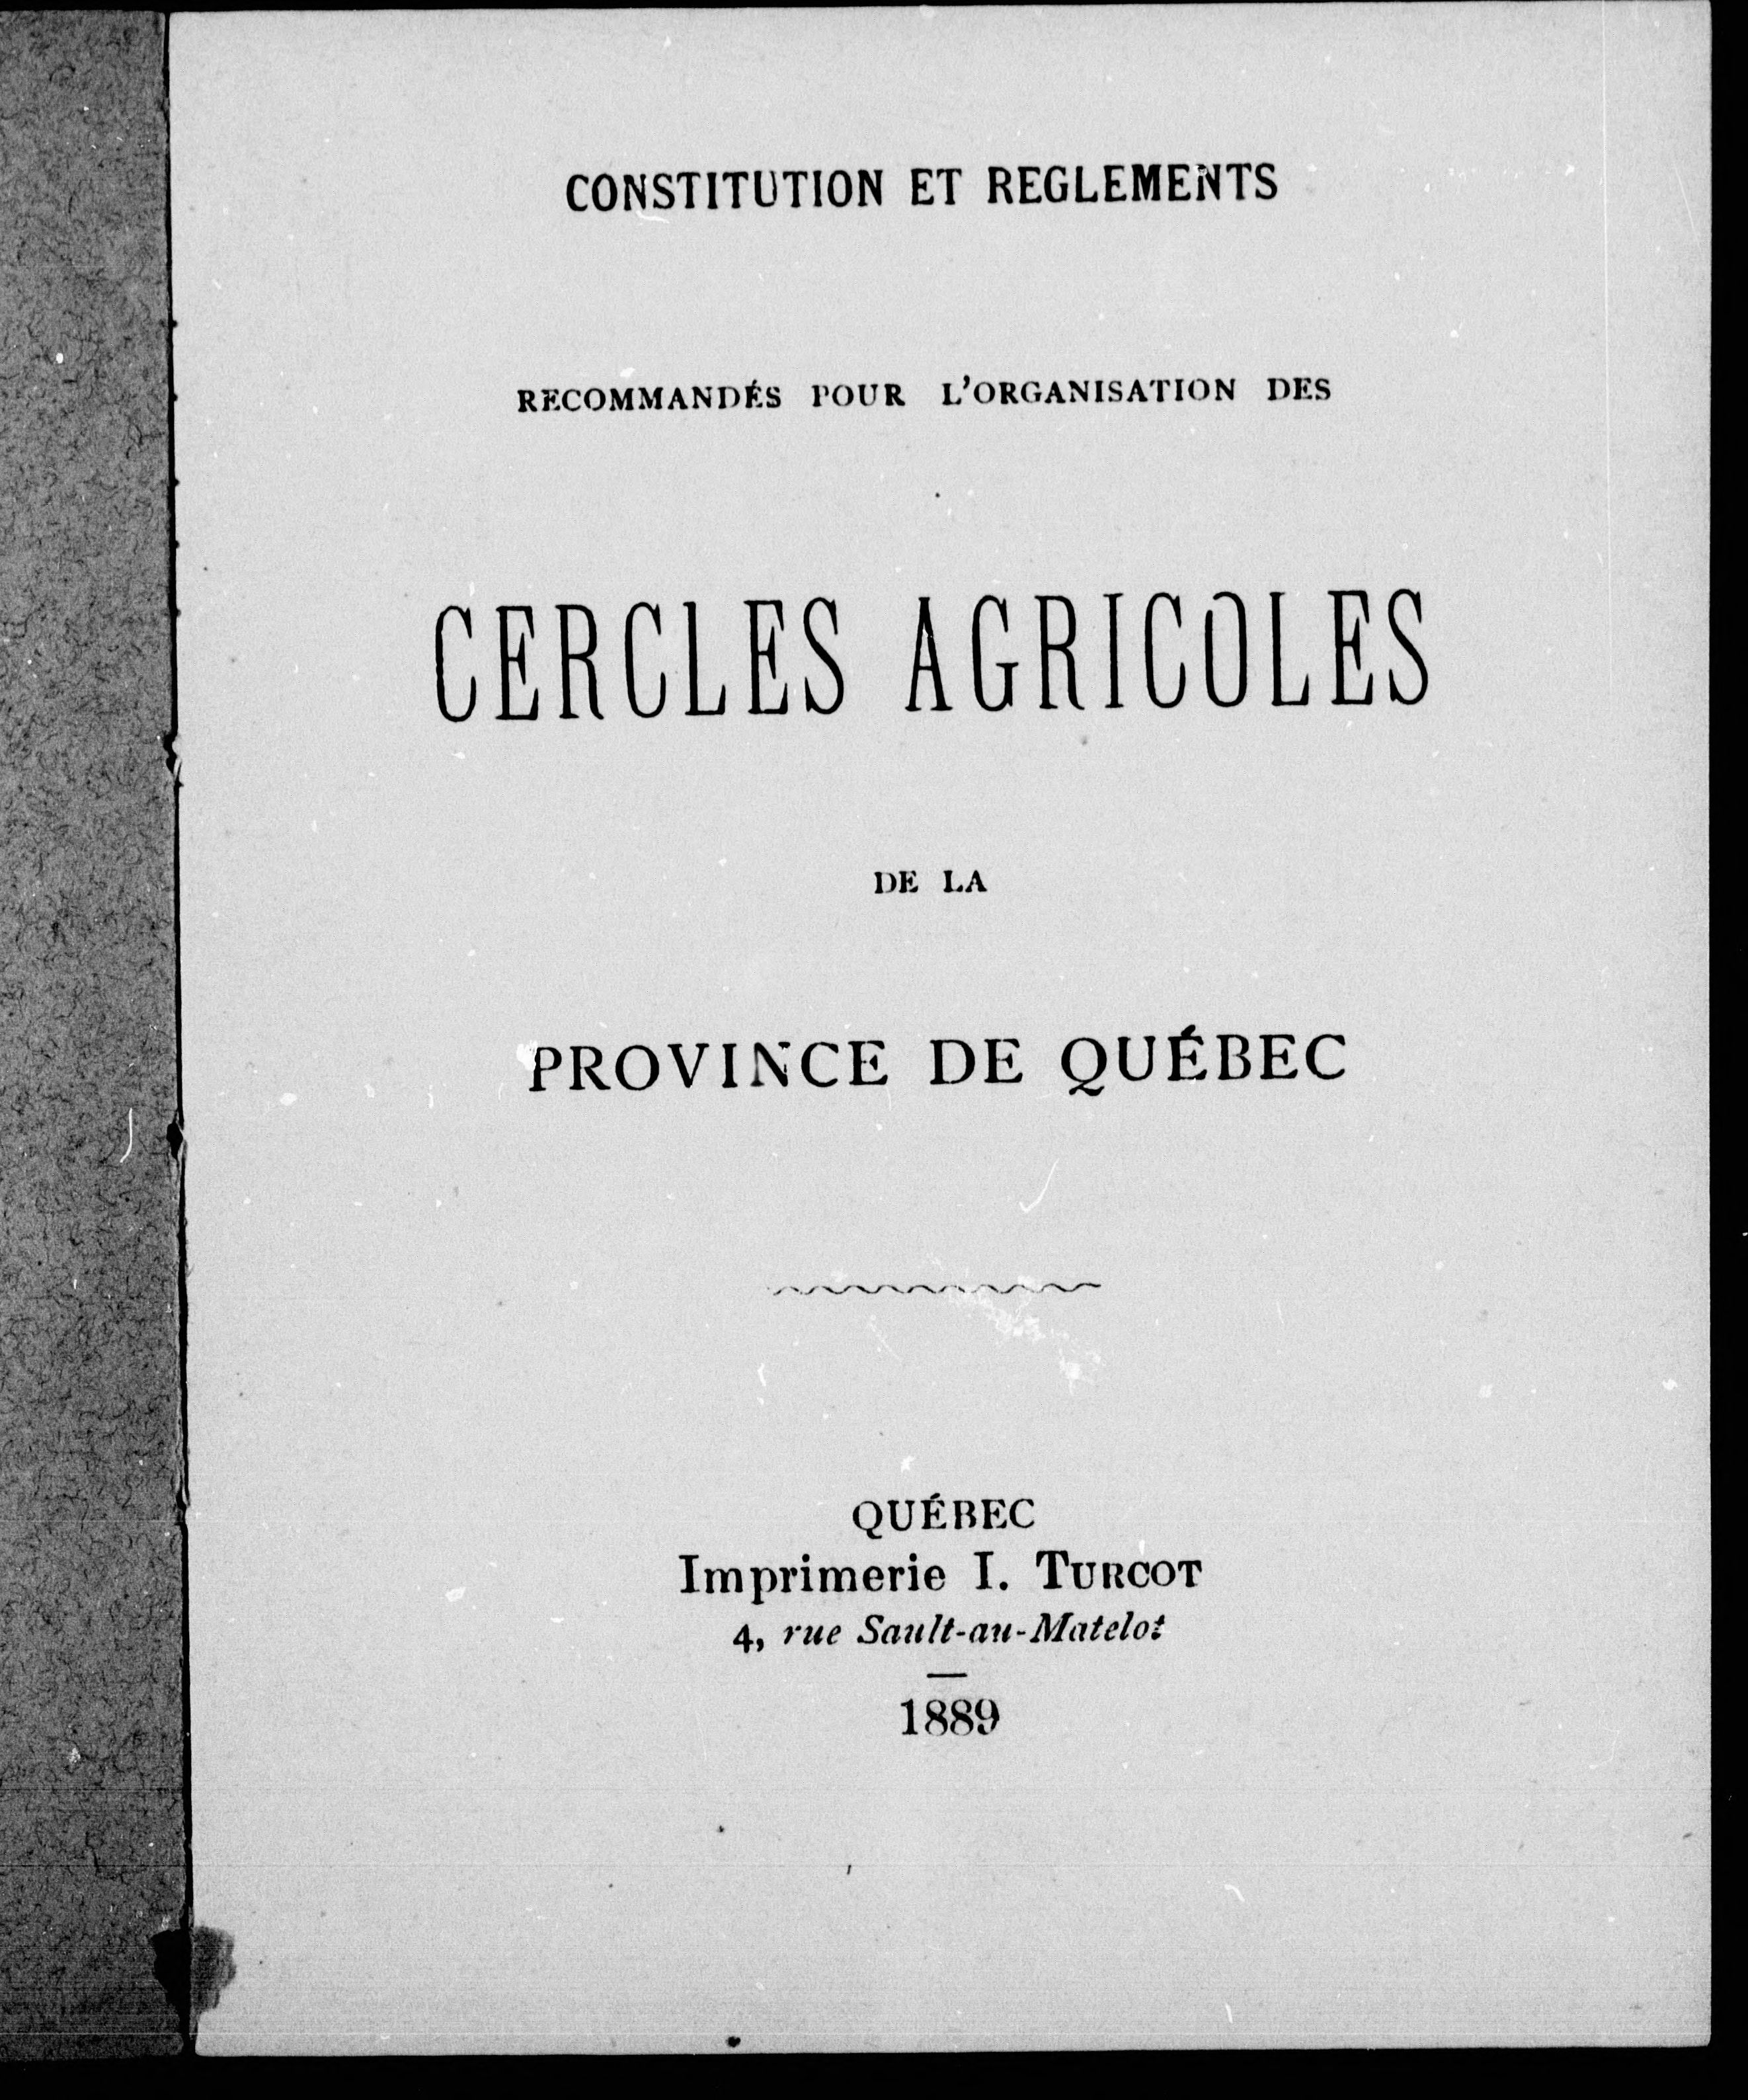 CONSTITUTION ET REGLEMENTS
RECOMMANDÉS POUR L'ORGANISATION DES
CERCLES AGRICOLES
DE LA
PROVINCE DE QUÉBEC
QUÉBEC
Imprimerie I. TURCOT
4, rue Sault-au-Matelot
1889